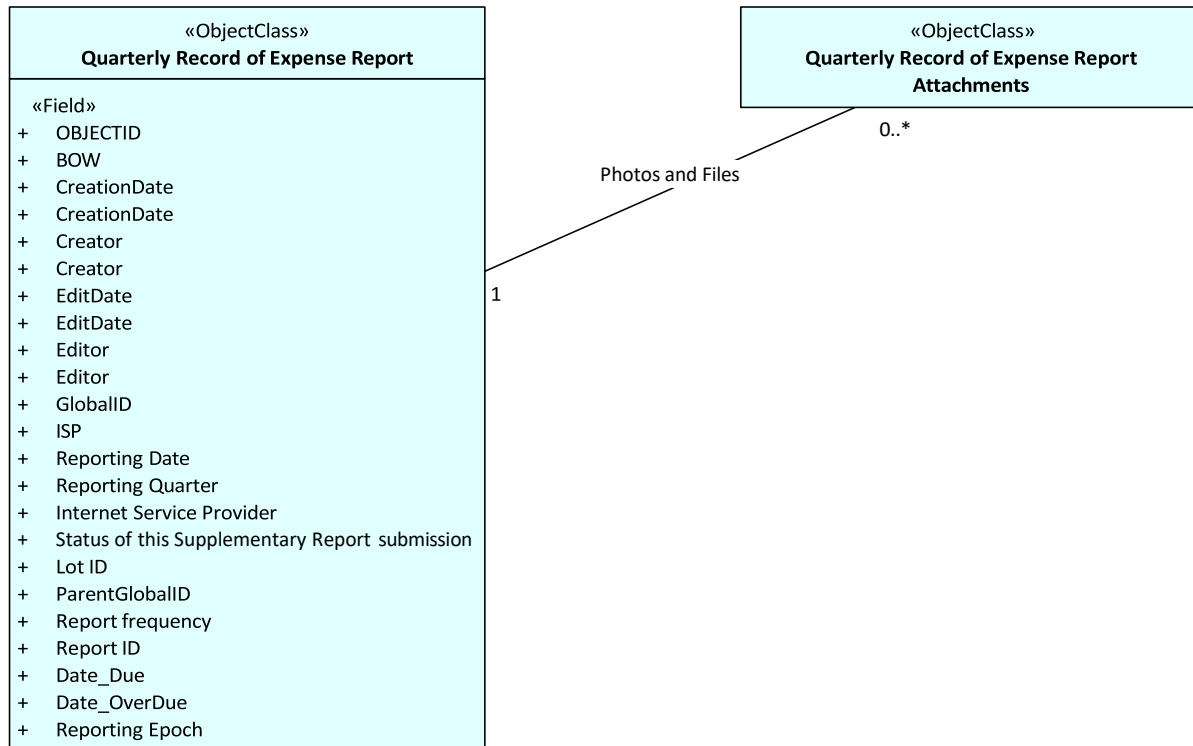 «ObjectClass»
Quarterly Record of Expense Report
«Field»
+ OBJECTID
+ BOW
+ CreationDate
+ CreationDate
+ Creator
+ Creator
+ EditDate
+ EditDate
+ Editor
+ Editor
+ GlobalID
+ ISP
+ Reporting Date
+ Reporting Quarter
+ Internet Service Provider
+ Status of this Supplementary Report submission
+ Lot ID
+ ParentGlobalID
+ Report frequency
+ Report ID
+ Date_Due
+ Date_OverDue
+ Reporting Epoch
«ObjectClass»
Quarterly Record of Expense Report
Attachments
0..*
Photos and Files
1